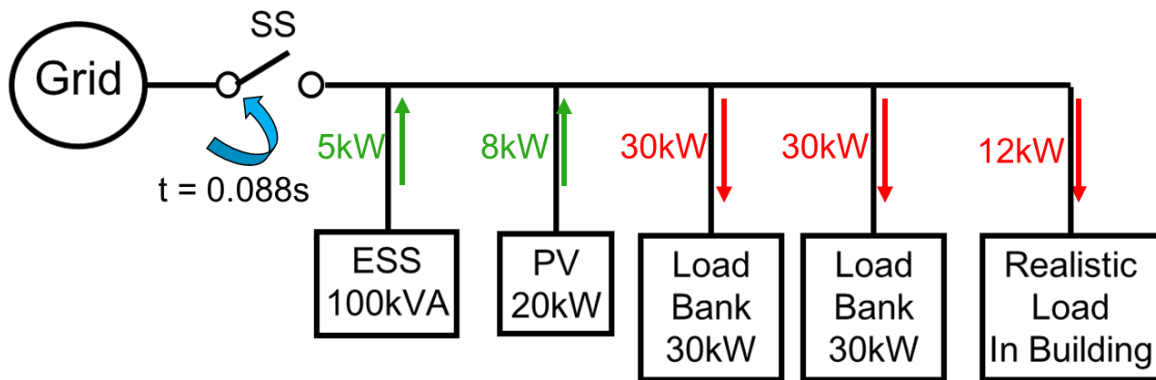 SS
Grid
5kW
8kW
30kW
30kW
12kW
t = 0.088s
ESS
100kVA
PV
20kW
Load
Bank
30kW
Load
Bank
30kW
Realistic
Load
In Building